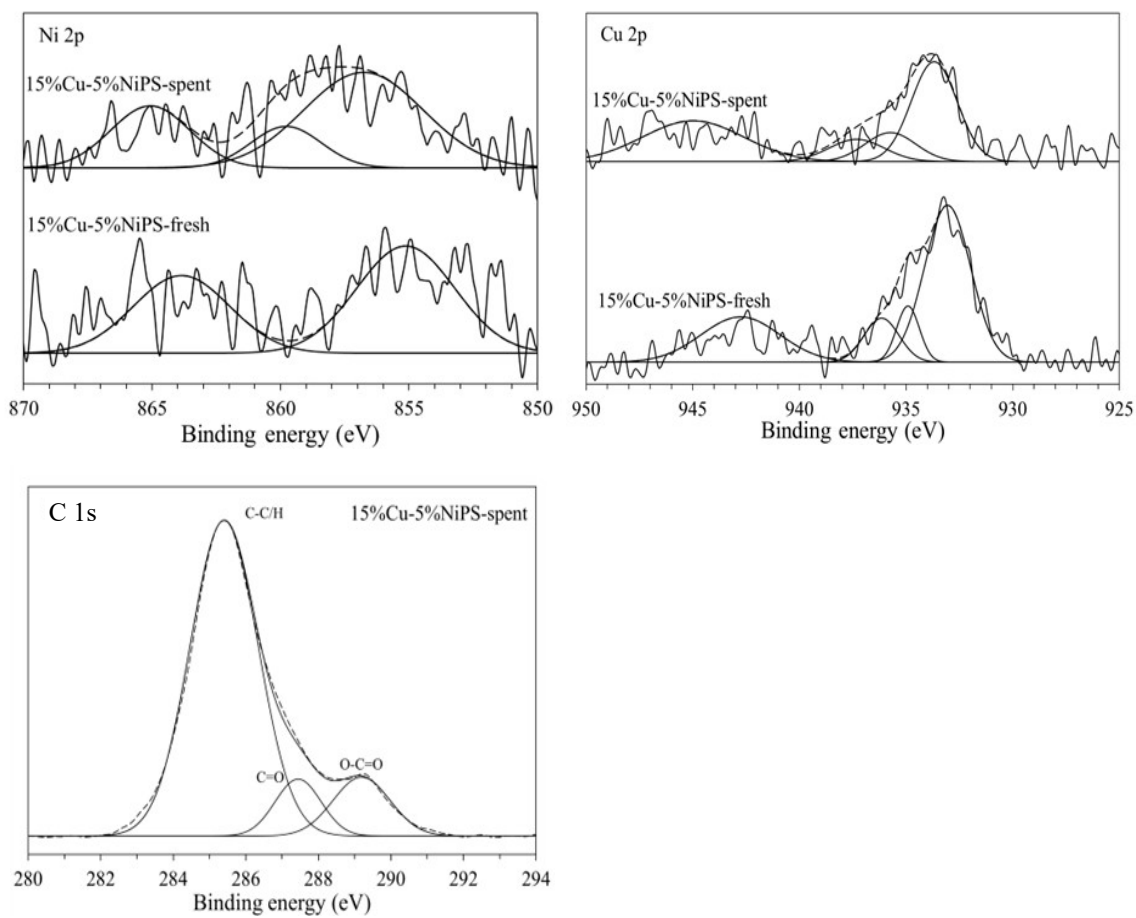 Ni 2p
15%Cu-5%NiPS-spent
15%Cu-5%NiPS-fresh
870 865 860 855 850
Binding energy (eV)
Cu 2p
15%Cu-5%NiPS-spent
15%Cu-5%NiPS-fresh
950 945 940 935 930 925
Binding energy (eV)
C 1s
C-C/H
15%Cu-5%NiPS-spent
C=O
O-C=O
280 282 284 286 288 290 292 294
Binding energy (eV)